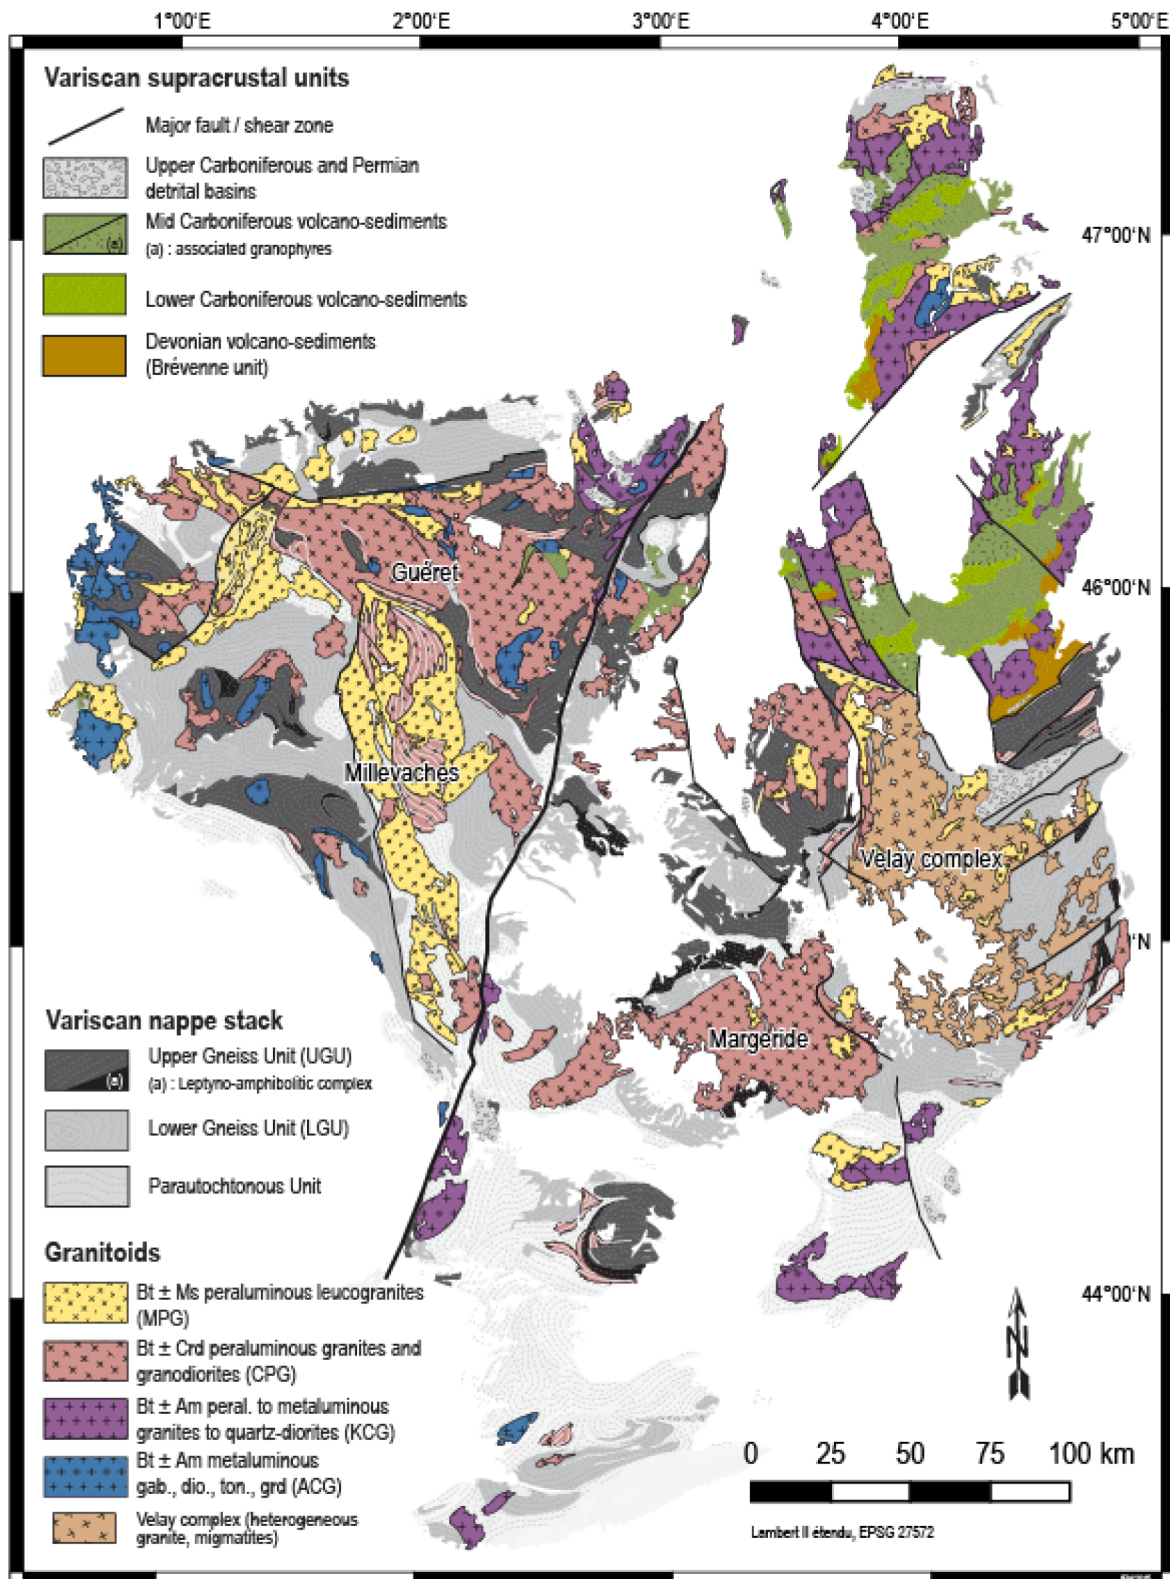 1°00'E 2°00'E 3°00'E 4°00'E 5°00'E
Variscan supracrustal units
Major fault / shear zone
Upper Carboniferous and Permian
detrital basins
Mid Carboniferous volcano-sediments
(a)
(a) : associated granophyres
47°00'N
Lower Carboniferous volcano-sediments
Devonian volcano-sediments
(Brévenne unit)
Guéret
46°00'N
Millevaches
Velay complex
'N
Variscan nappe stack
Margeride
Upper Gneiss Unit (UGU)
(a)
(a) : Leptyno-amphibolitic complex
Lower Gneiss Unit (LGU)
Parautochtonous Unit
Granitoids
Bt ± Ms peraluminous leucogranites
(MPG)
44°00'N
Bt ± Crd peraluminous granites and
granodiorites (CPG)
N
Bt ± Am peral. to metaluminous
granites to quartz-diorites (KCG)
Bt ± Am metaluminous
gab., dio., ton., grd (ACG)
0 25 50 75 100 km
Velay complex (heterogeneous
granite, migmatites)
Lambert II étendu, EPSG 27572